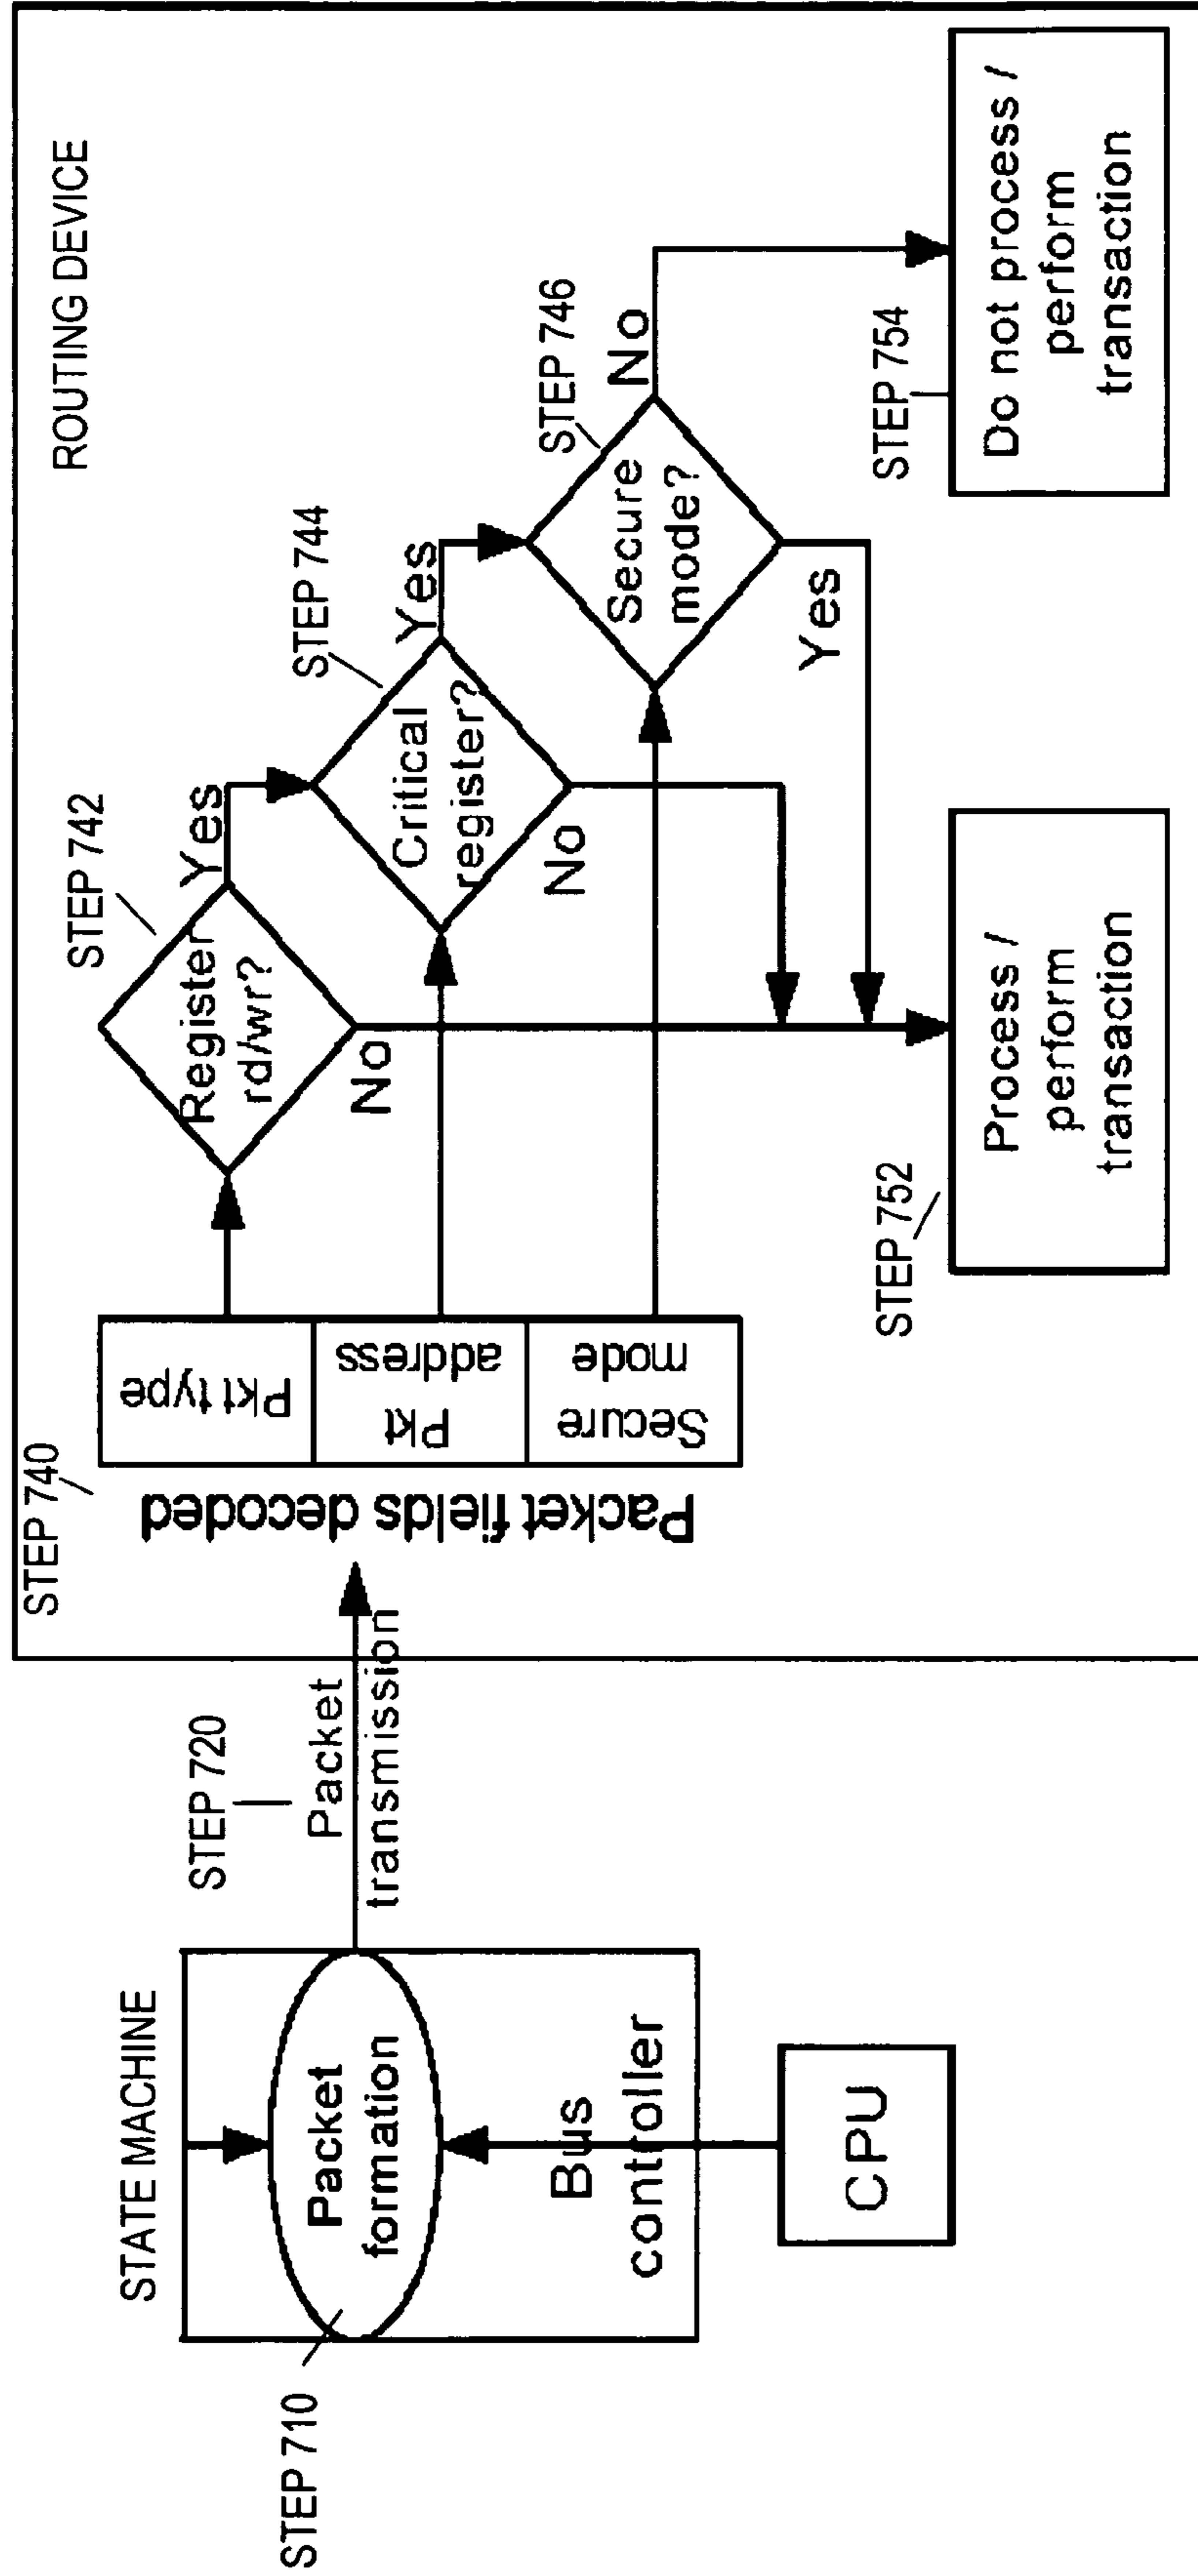 STEP 710
STATE MACHINE
Packet
formation
Bus
controller
CPU
STEP 720
Packet
transmission
ROUTING DEVICE
STEP 740
Packet fields decoded
Pkt type
Pkt
address
Secure
mode
STEP 742
Register
rd/wr?
Yes
No
STEP 744
Critical
register?
Yes
No
STEP 746
Secure
mode?
No
Yes
STEP 752
Process /
perform
transaction
STEP 754
Do not process /
perform
transaction